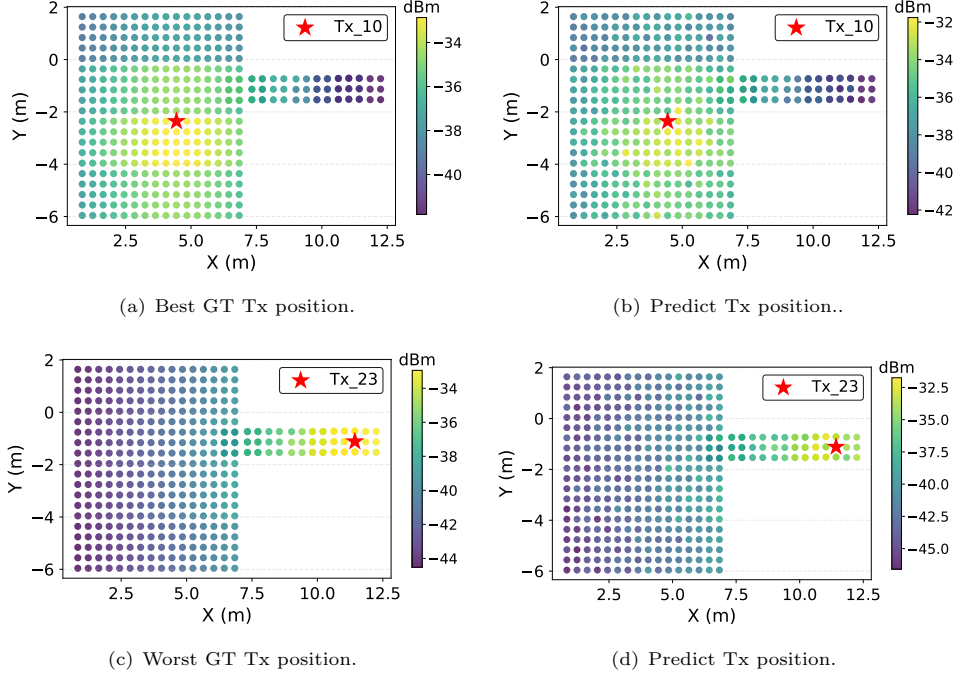 dBm
Tx_10
2
0
−2
−4
−6
Y (m)
2.5 5.0 7.5 10.0 12.5
X (m)
−34
−36
−38
−40
(a) Best GT Tx position.
dBm
Tx_10
2
0
−2
−4
−6
Y (m)
2.5 5.0 7.5 10.0 12.5
X (m)
−32
−34
−36
−38
−40
−42
(b) Predict Tx position..
dBm
Tx_23
2
0
−2
−4
−6
Y (m)
2.5 5.0 7.5 10.0 12.5
X (m)
−34
−36
−38
−40
−42
−44
(c) Worst GT Tx position.
dBm
Tx_23
2
0
−2
−4
−6
Y (m)
2.5 5.0 7.5 10.0 12.5
X (m)
−32.5
−35.0
−37.5
−40.0
−42.5
−45.0
(d) Predict Tx position.